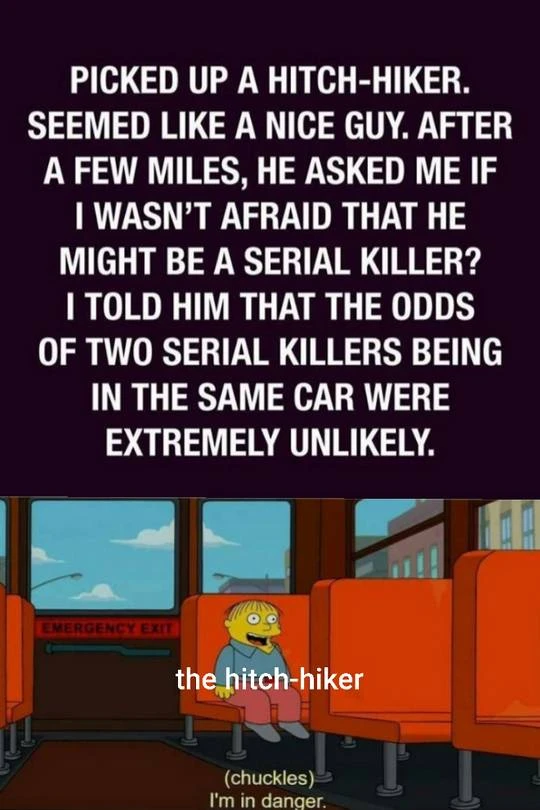 PICKED UP A HITCH-HIKER.
SEEMED LIKE A NICE GUY. AFTER
A FEW MILES, HE ASKED ME IF
I WASN'T AFRAID THAT HE
MIGHT BE A SERIAL KILLER?
I TOLD HIM THAT THE ODDS
OF TWO SERIAL KILLERS BEING
IN THE SAME CAR WERE
EXTREMELY UNLIKELY.
EMERGENCY EXIT
the hitch-hiker
(chuckles)
I'm in danger.